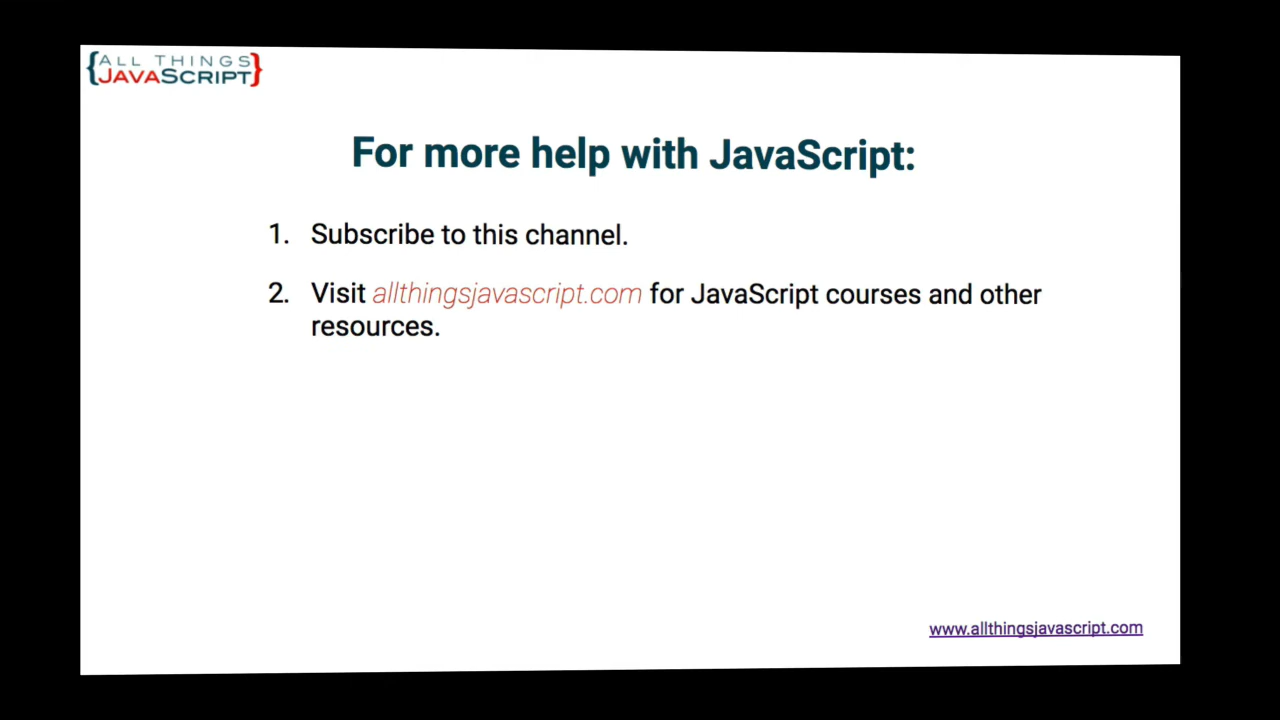 {ALL THINGS
JAVASCRIPT}
For more help with JavaScript:
1. Subscribe to this channel.
2. Visit allthingsjavascript.com for JavaScript courses and other
resources.
www.allthingsjavascript.com